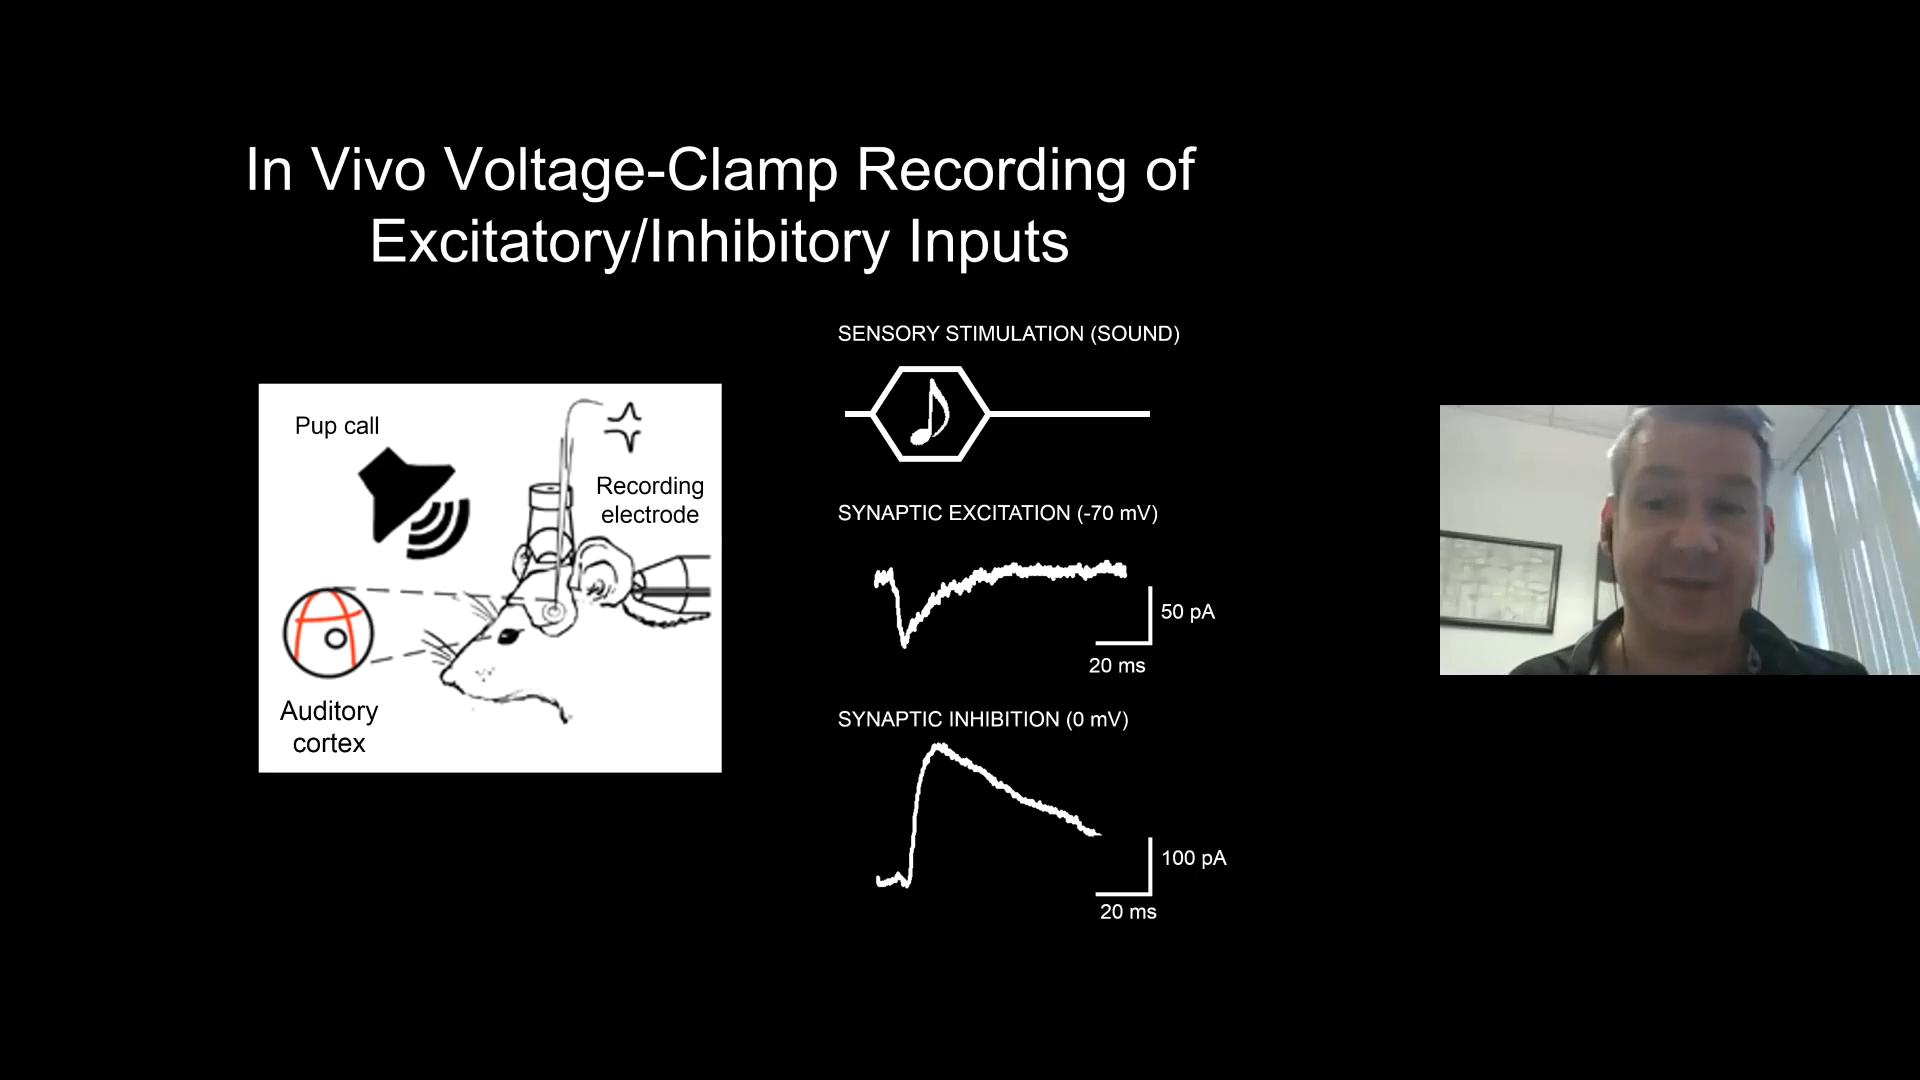 In Vivo Voltage-Clamp Recording of
Excitatory/Inhibitory Inputs
Pup call
Recording
electrode
Auditory
cortex
SENSORY STIMULATION (SOUND)
SYNAPTIC EXCITATION (-70 mV)
50 pA
20 ms
SYNAPTIC INHIBITION (0 mV)
100 pA
20 ms